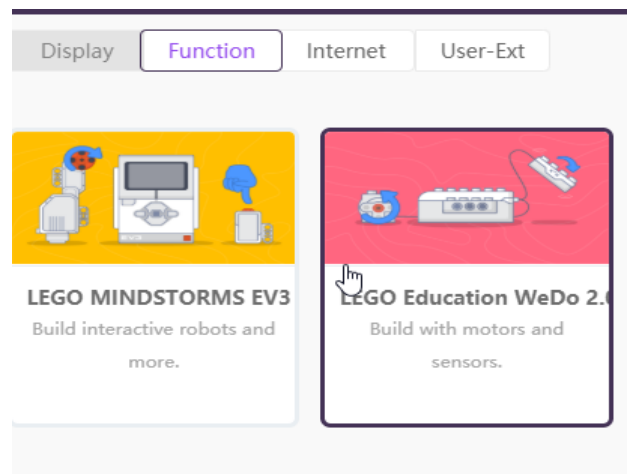 Display Function Internet User-Ext
LEGO MINDSTORMS EV3
Build interactive robots and
more.
LEGO Education WeDo 2.0
Build with motors and
sensors.